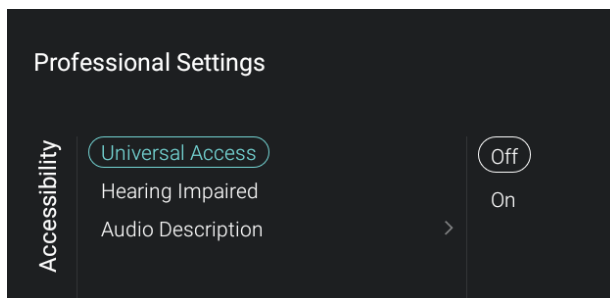 Professional Settings
Accessibility
Universal Access
Off
Hearing Impaired
On
Audio Description